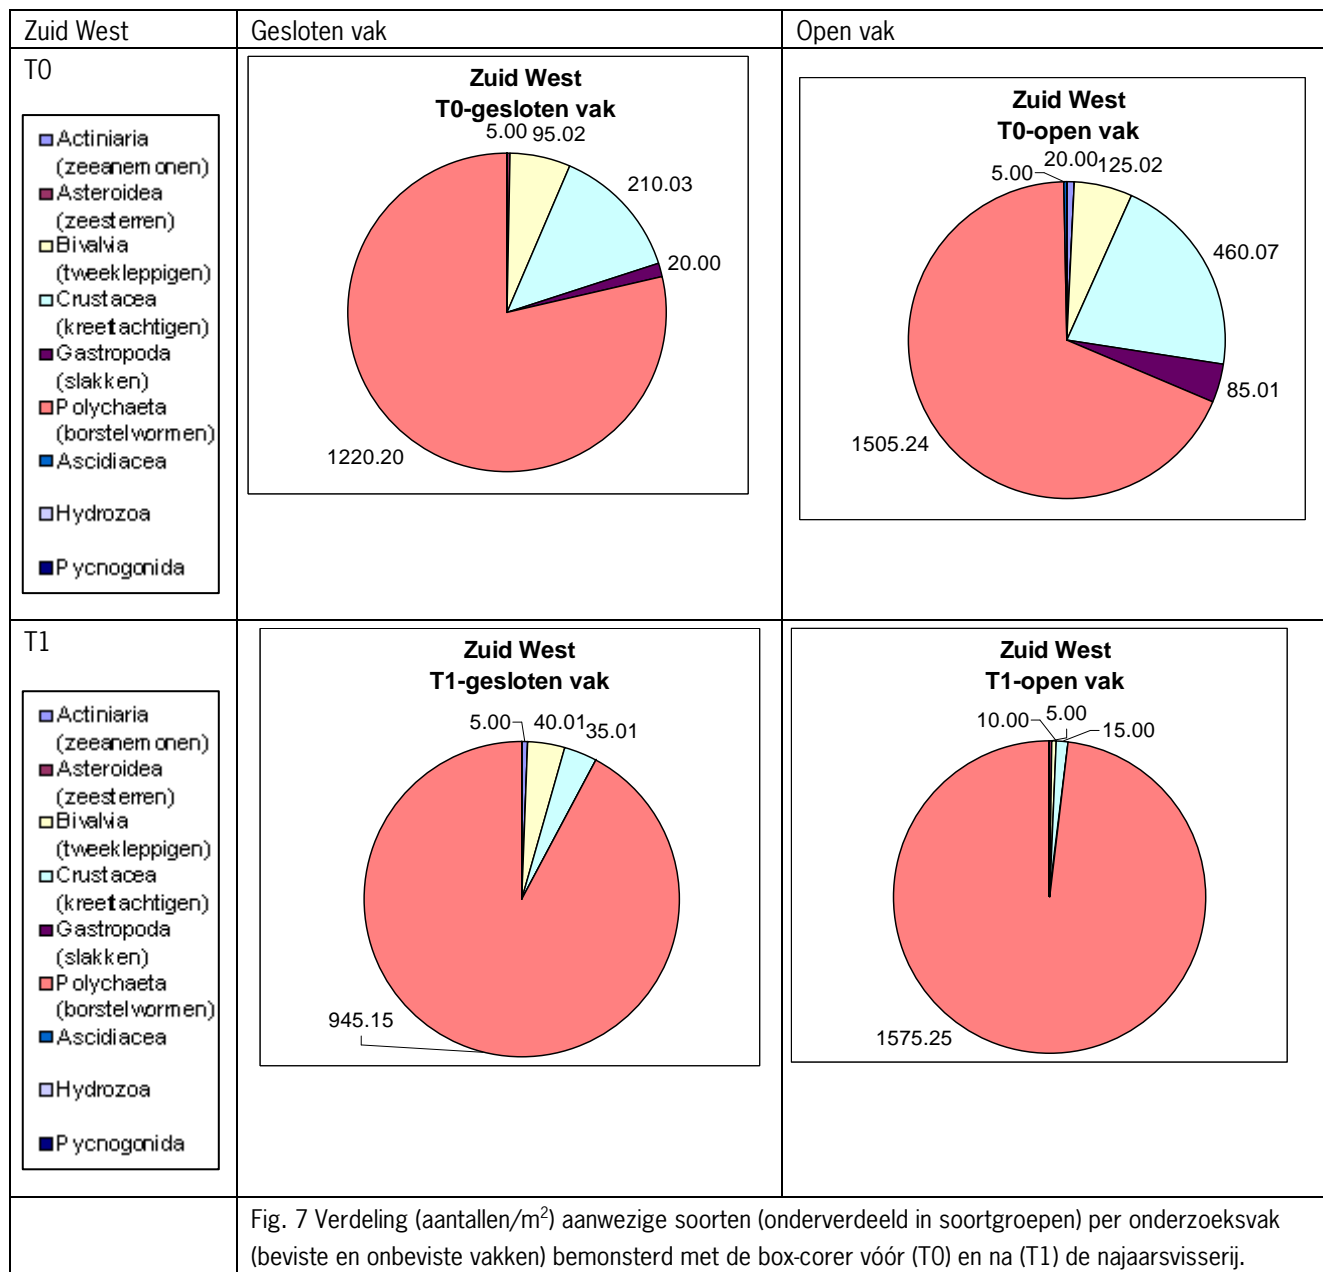 Zuid West
Gesloten vak
Open vak
T0
Actiniaria
(zeeanemonen)
Asteroidea
(zeesterren)
Bivalvia
(tweekleppigen)
Crustacea
(kreeftachtigen)
Gastropoda
(slakken)
Polychaeta
(borstelwormen)
Ascidiacea
Hydrozoa
Pycnogonida
Zuid West
T0-gesloten vak
5.00
95.02
210.03
20.00
1220.20
Zuid West
T0-open vak
5.00
20.00
125.02
460.07
85.01
1505.24
T1
Actiniaria
(zeeanemonen)
Asteroidea
(zeesterren)
Bivalvia
(tweekleppigen)
Crustacea
(kreeftachtigen)
Gastropoda
(slakken)
Polychaeta
(borstelwormen)
Ascidiacea
Hydrozoa
Pycnogonida
Zuid West
T1-gesloten vak
5.00
40.01
35.01
945.15
Zuid West
T1-open vak
10.00
5.00
15.00
1575.25
Fig. 7 Verdeling (aantallen/m²) aanwezige soorten (onderverdeeld in soortgroepen) per onderzoeksvak
(beviste en onbeviste vakken) bemonsterd met de box-corer vóór (T0) en na (T1) de najaarsvisserij.